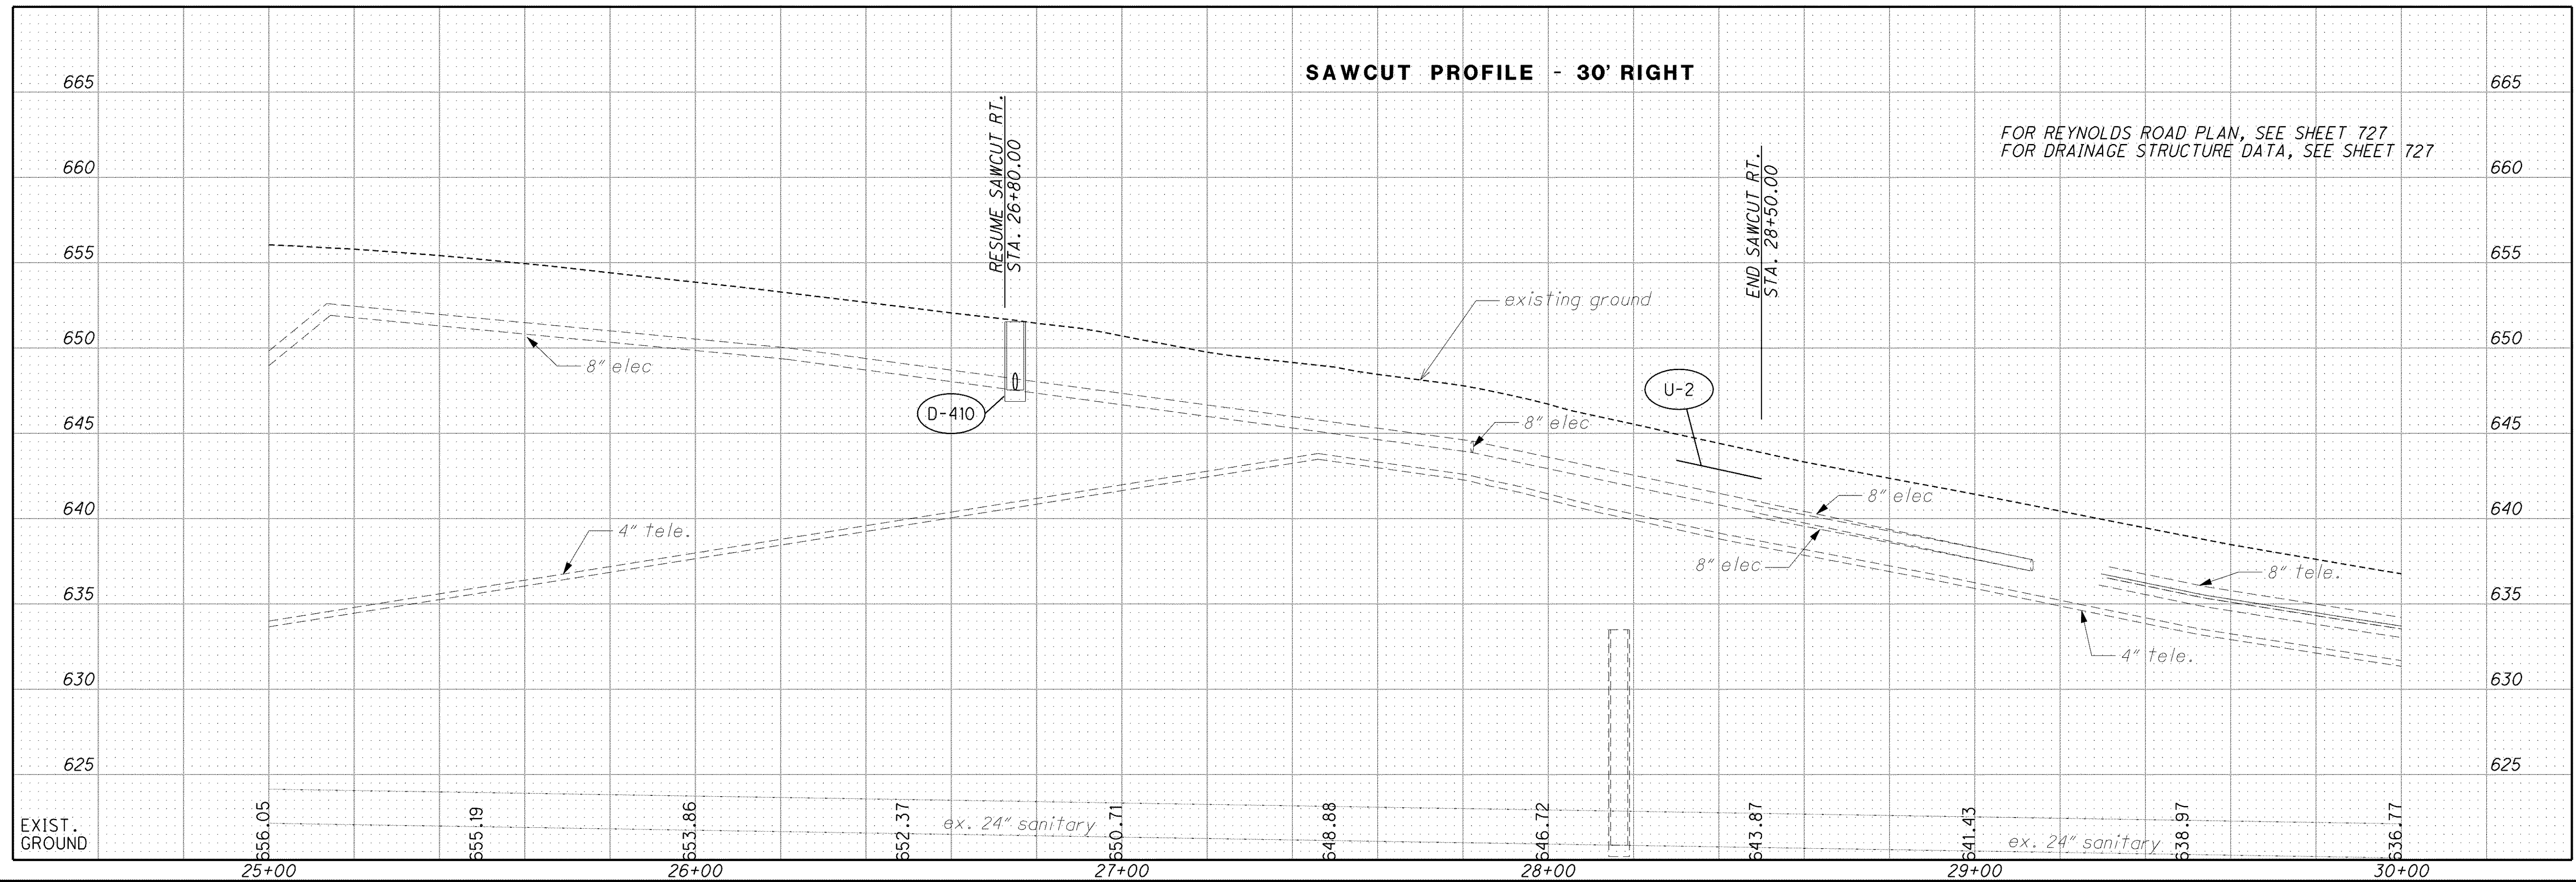 SAWCUT PROFILE - 30' RIGHT
665
665
RESUME SAWCUT RT.
STA. 26+80.00
FOR REYNOLDS ROAD PLAN, SEE SHEET 727
FOR DRAINAGE STRUCTURE DATA, SEE SHEET 727
END SAWCUT RT.
STA. 28+50.00
660
660
655
655
existing ground
650
650
8" elec
U-2
D-410
8" elec
645
645
8" elec
640
640
4" tele.
8" elec
8" tele.
635
635
4" tele.
630
630
625
625
EXIST.
GROUND
656.05
655.19
653.86
652.37
650.71
648.88
646.72
643.87
641.43
638.97
636.77
ex. 24" sanitary
ex. 24" sanitary
25+00
26+00
27+00
28+00
29+00
30+00